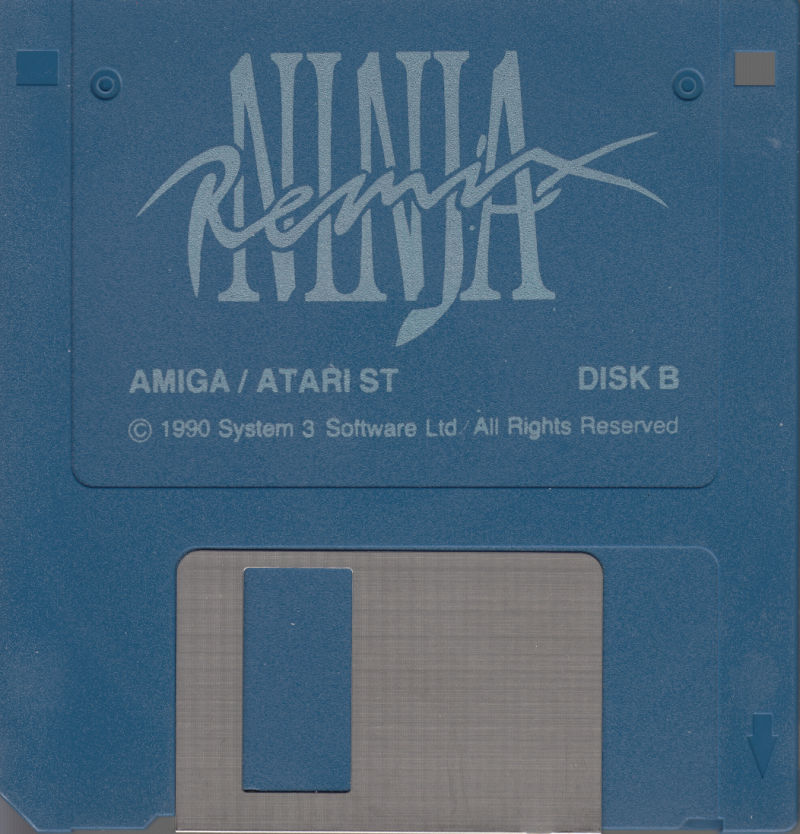 NINJA
Remix
AMIGA / ATARI ST DISK B
© 1990 System 3 Software Ltd / All Rights Reserved